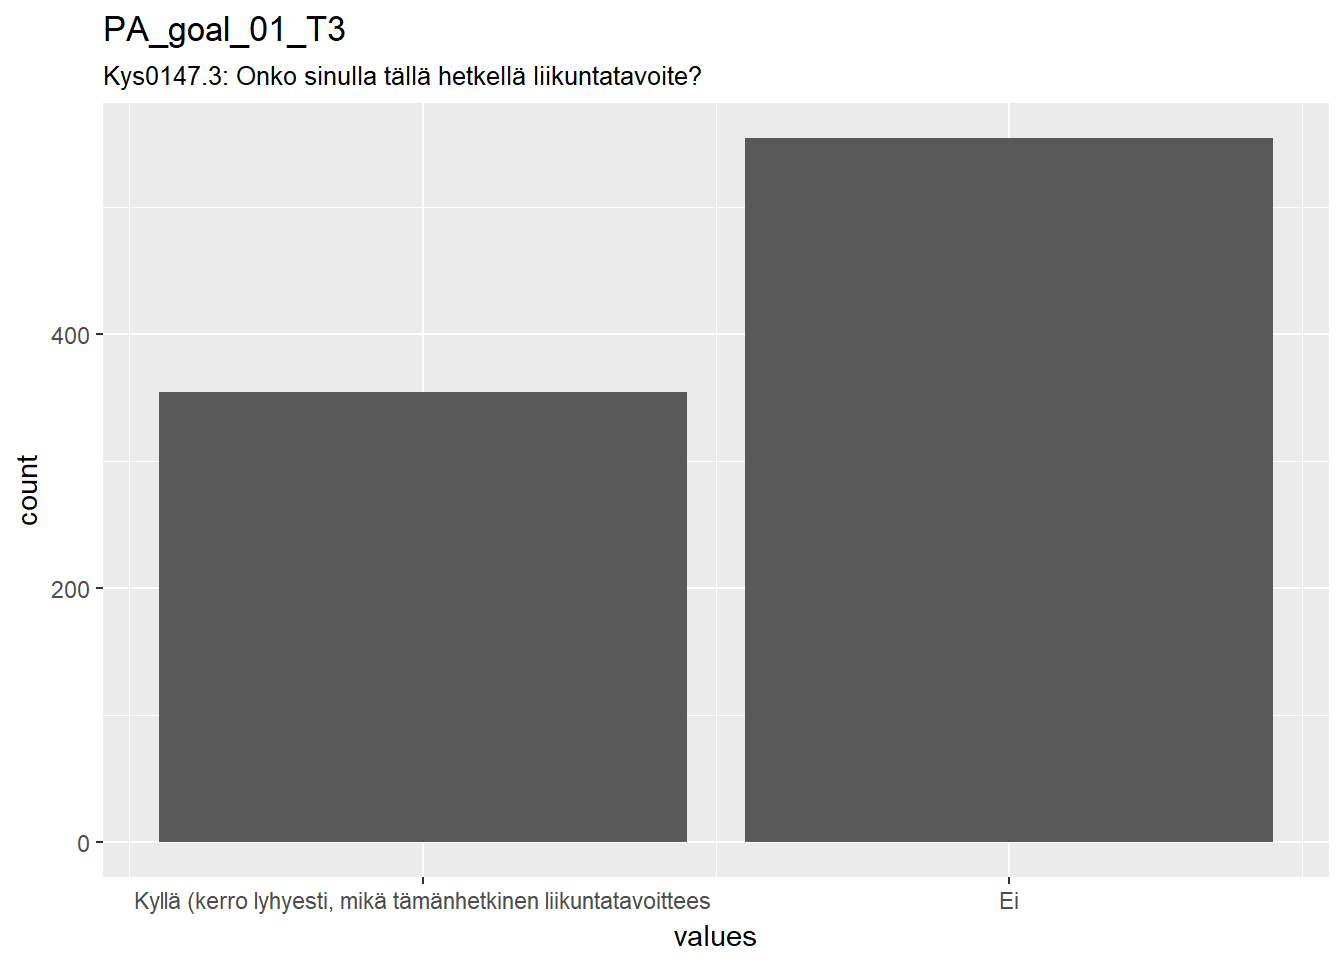 PA_goal_01_T3
Kys0147.3: Onko sinulla tällä hetkellä liikuntatavoite?
count
400
200
0
Kyllä (kerro lyhyesti, mikä tämänhetkinen liikuntatavoittees
Ei
values